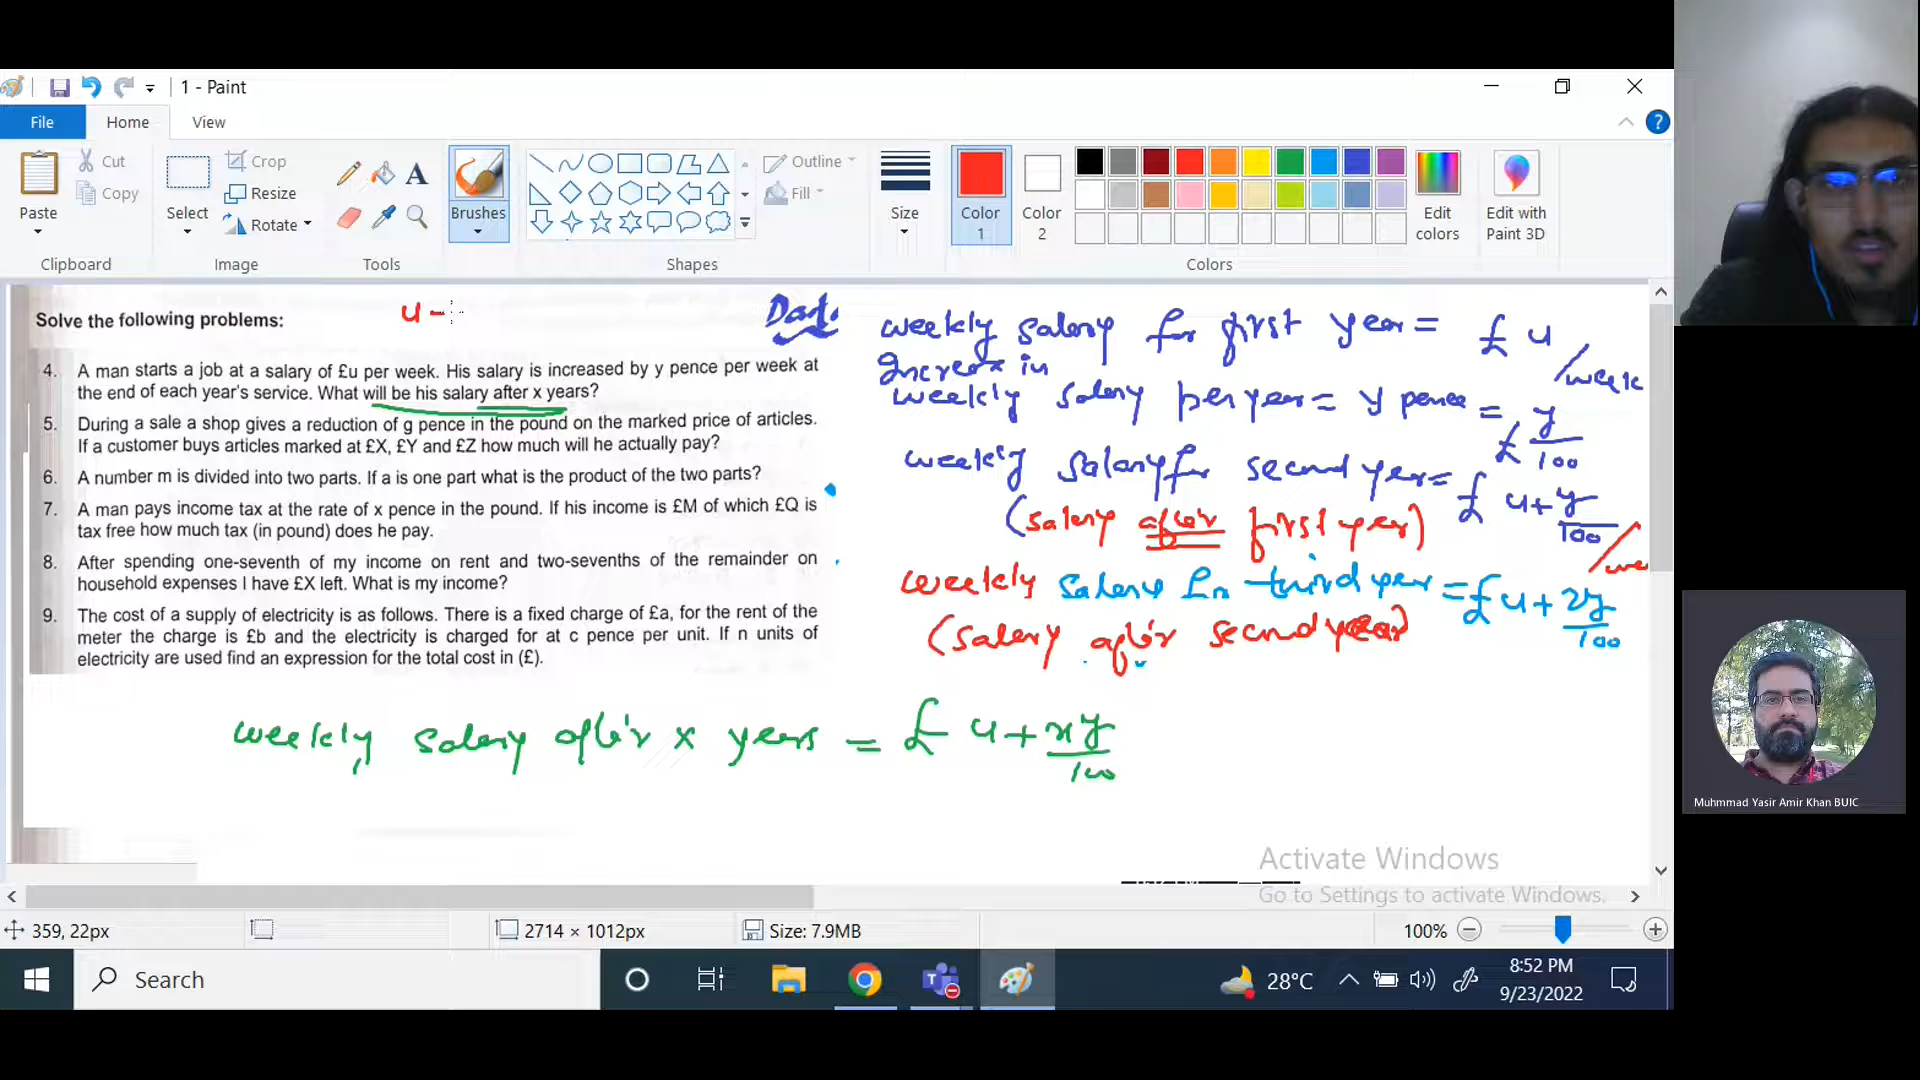 1 - Paint
File Home View
Paste Cut Copy Clipboard
Select Crop Resize Rotate Image
Tools
Brushes
Shapes
Outline Fill
Size
Color 1 Color 2
Edit colors
Edit with Paint 3D
Colors
Solve the following problems:
u -
4. A man starts a job at a salary of £u per week. His salary is increased by y pence per week at
the end of each year's service. What will be his salary after x years?
5. During a sale a shop gives a reduction of g pence in the pound on the marked price of articles.
If a customer buys articles marked at £X, £Y and £Z how much will he actually pay?
6. A number m is divided into two parts. If a is one part what is the product of the two parts?
7. A man pays income tax at the rate of x pence in the pound. If his income is £M of which £Q is
tax free how much tax (in pound) does he pay.
8. After spending one-seventh of my income on rent and two-sevenths of the remainder on
household expenses I have £X left. What is my income?
9. The cost of a supply of electricity is as follows. There is a fixed charge of £a, for the rent of the
meter the charge is £b and the electricity is charged for at c pence per unit. If n units of
electricity are used find an expression for the total cost in (£).
weekly salary for first year = £ u /week
Increase in
weekly salary per year = y pence = £ y/100
weekly salary for second year = £ u + y/100
(salary after first year)
weekly salary for third year = £ u + 2y/100
(salary after second year)
weekly salary after x years = £ u + xy/100
Activate Windows
Go to Settings to activate Windows.
359, 22px
2714 × 1012px
Size: 7.9MB
100%
Search
28°C
8:52 PM
9/23/2022
Muhmmad Yasir Amir Khan BUIC